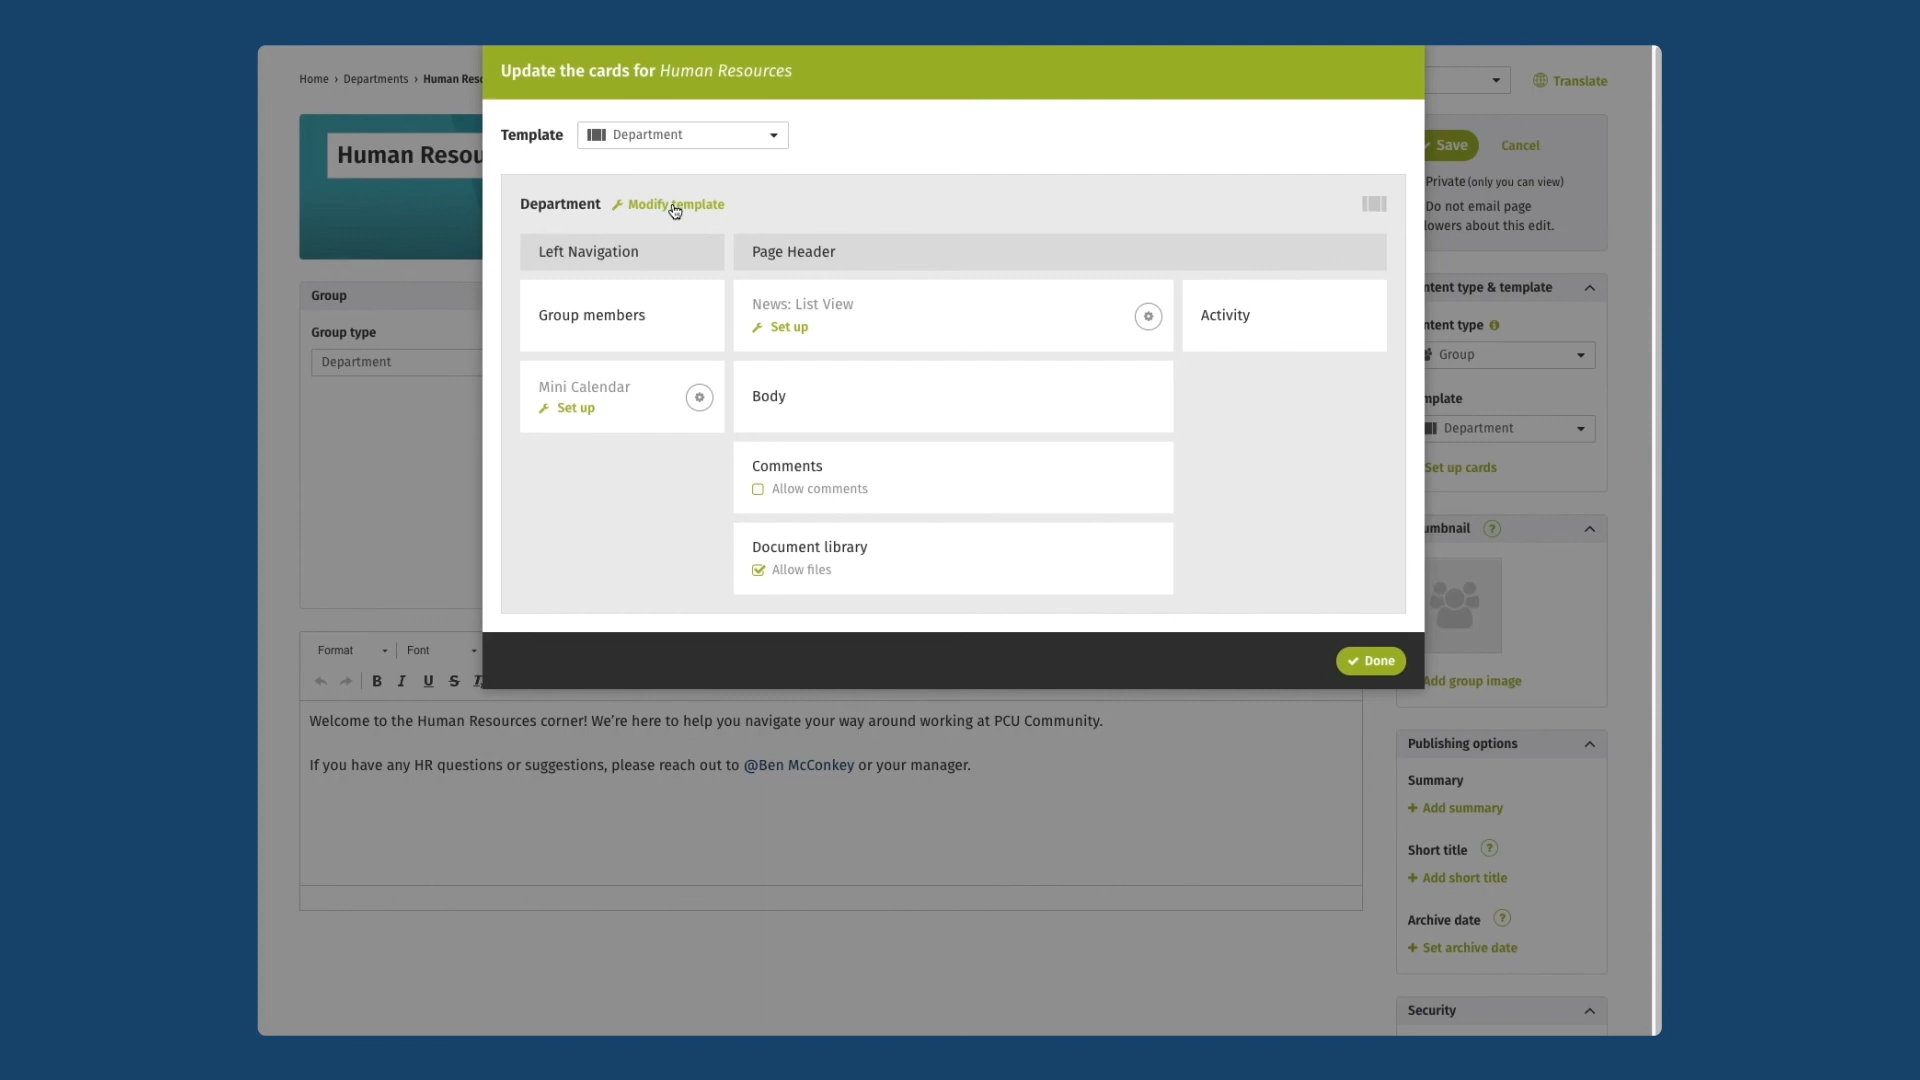 Update the cards for Human Resources
Home › Departments › Human Reso
Translate
Template
Department
Human Resou
Save
Cancel
Private (only you can view)
Do not email page
lowers about this edit.
Department
Modify template
Left Navigation
Page Header
Group members
News: List View
Set up
Activity
Mini Calendar
Set up
Body
Comments
Allow comments
Document library
Allow files
Done
Group
Group type
Department
ntent type & template
ntent type
Group
mplate
Department
Set up cards
umbnail
?
Add group image
Format
Font
B I U S
Welcome to the Human Resources corner! We're here to help you navigate your way around working at PCU Community.
If you have any HR questions or suggestions, please reach out to @Ben McConkey or your manager.
Publishing options
Summary
+ Add summary
Short title ?
+ Add short title
Archive date ?
+ Set archive date
Security